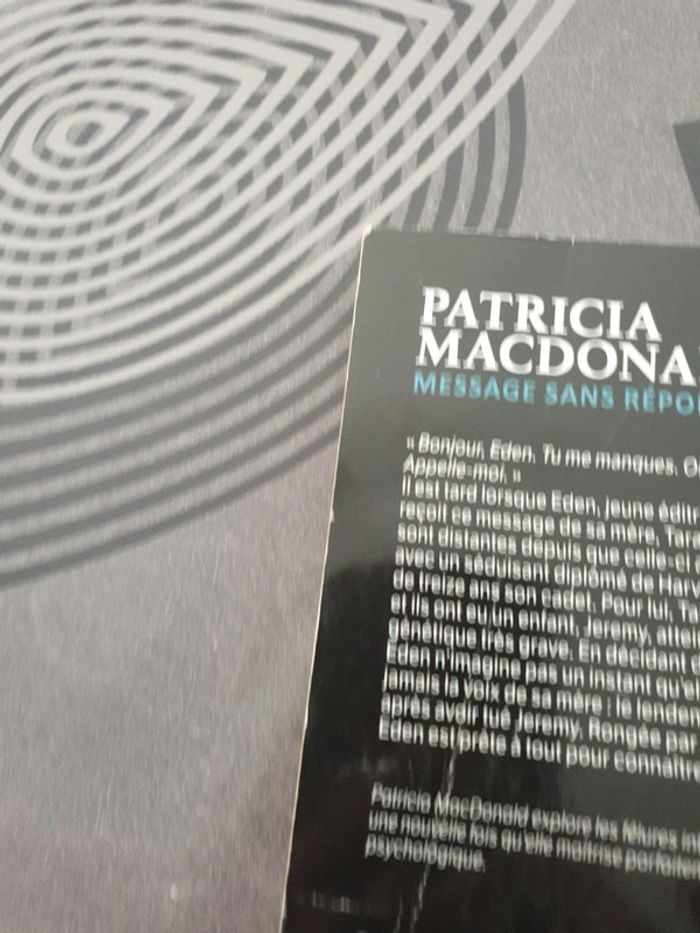 PATRICIA
MACDONA
MESSAGE SANS RÉPO
« Bonjour, Eden. Tu me manques. O
Appelle-moi. »
Il est tard lorsque Eden, jeune édit
reçoit ce message de sa mère, Tara
sont distantes depuis que celle-ci
avec un séduisant diplômé de Ha
de treize ans son cadet. Pour lui,
et ils ont eu un enfant, Jeremy, atte
génétique très grave. En décidant
Eden n'imagine pas un instant qu'e
jamais la voix de sa mère : le lende
après avoir tué Jeremy. Rongée par
Eden est prête à tout pour connaît
Patricia MacDonald explore les fêlures
une nouvelle fois qu'elle maîtrise parfai
psychologique.